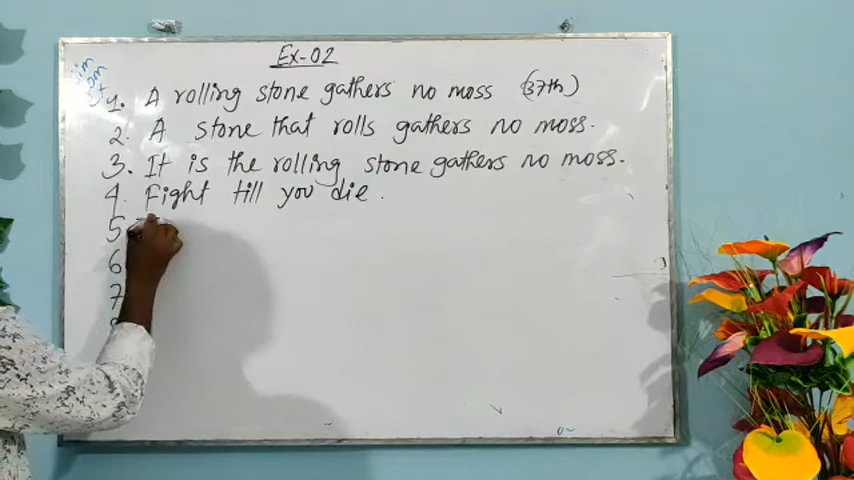 Ex-02
1. A rolling stone gathers no moss (37th)
2. A stone that rolls gathers no moss.
3. It is the rolling stone gathers no moss.
4. Fight till you die.
5
6
7